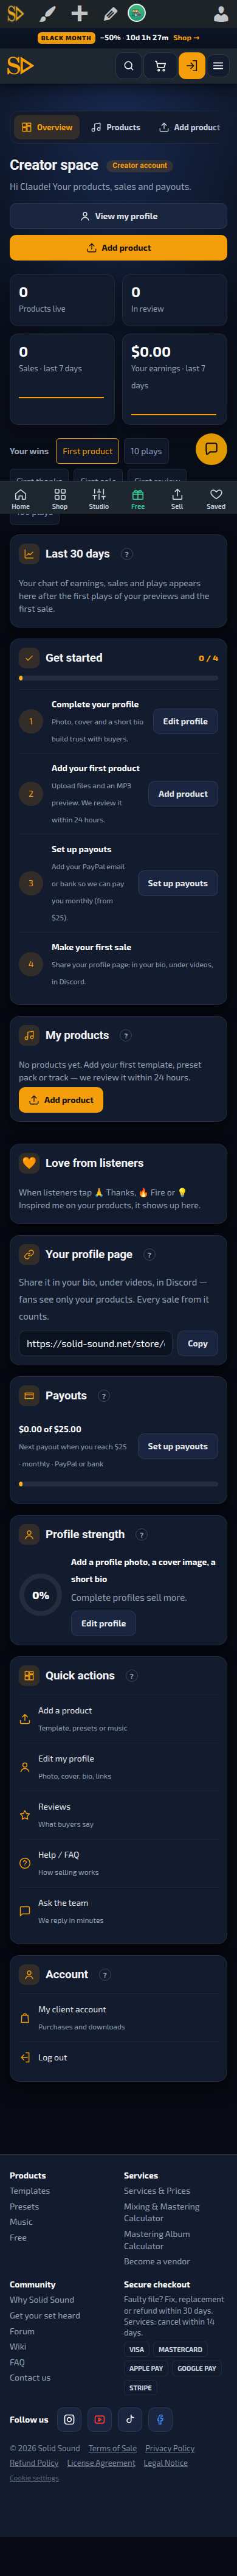 BLACK MONTH −50% · 10d 1h 27m Shop →
Overview Products Add product
Creator space Creator account
Hi Claude! Your products, sales and payouts.
View my profile
Add product
0
Products live
0
In review
0
Sales · last 7 days
$0.00
Your earnings · last 7
days
Your wins First product 10 plays
Home Shop Studio Free Sell Saved
Last 30 days ?
Your chart of earnings, sales and plays appears
here after the first plays of your previews and the
first sale.
Get started 0 / 4
1
Complete your profile
Photo, cover and a short bio
build trust with buyers.
Edit profile
2
Add your first product
Upload files and an MP3
preview. We review it
within 24 hours.
Add product
3
Set up payouts
Add your PayPal email
or bank so we can pay
you monthly (from
$25).
Set up payouts
4
Make your first sale
Share your profile page: in your bio, under videos,
in Discord.
My products ?
No products yet. Add your first template, preset
pack or track — we review it within 24 hours.
Add product
🧡 Love from listeners
When listeners tap 🙏 Thanks, 🔥 Fire or 💡
Inspired me on your products, it shows up here.
Your profile page ?
Share it in your bio, under videos, in Discord —
fans see only your products. Every sale from it
counts.
https://solid-sound.net/store/ Copy
Payouts ?
$0.00 of $25.00
Next payout when you reach $25
· monthly · PayPal or bank
Set up payouts
Profile strength ?
0%
Add a profile photo, a cover image, a
short bio
Complete profiles sell more.
Edit profile
Quick actions ?
Add a product
Template, presets or music
Edit my profile
Photo, cover, bio, links
Reviews
What buyers say
Help / FAQ
How selling works
Ask the team
We reply in minutes
Account ?
My client account
Purchases and downloads
Log out
Products
Templates
Presets
Music
Free
Services
Services & Prices
Mixing & Mastering
Calculator
Mastering Album
Calculator
Become a vendor
Community
Why Solid Sound
Get your set heard
Forum
Wiki
FAQ
Contact us
Secure checkout
Faulty file? Fix, replacement
or refund within 30 days.
Services: cancel within 14
days.
VISA MASTERCARD
APPLE PAY GOOGLE PAY
STRIPE
Follow us
© 2026 Solid Sound Terms of Sale Privacy Policy
Refund Policy License Agreement Legal Notice
Cookie settings